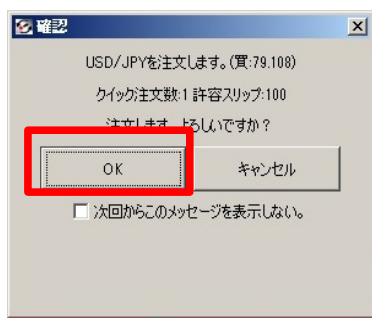 確認
USD/JPYを注文します。(買:79.108)
クイック注文数:1 許容スリップ:100
注文します。よろしいですか？
OK
キャンセル
次回からこのメッセージを表示しない。